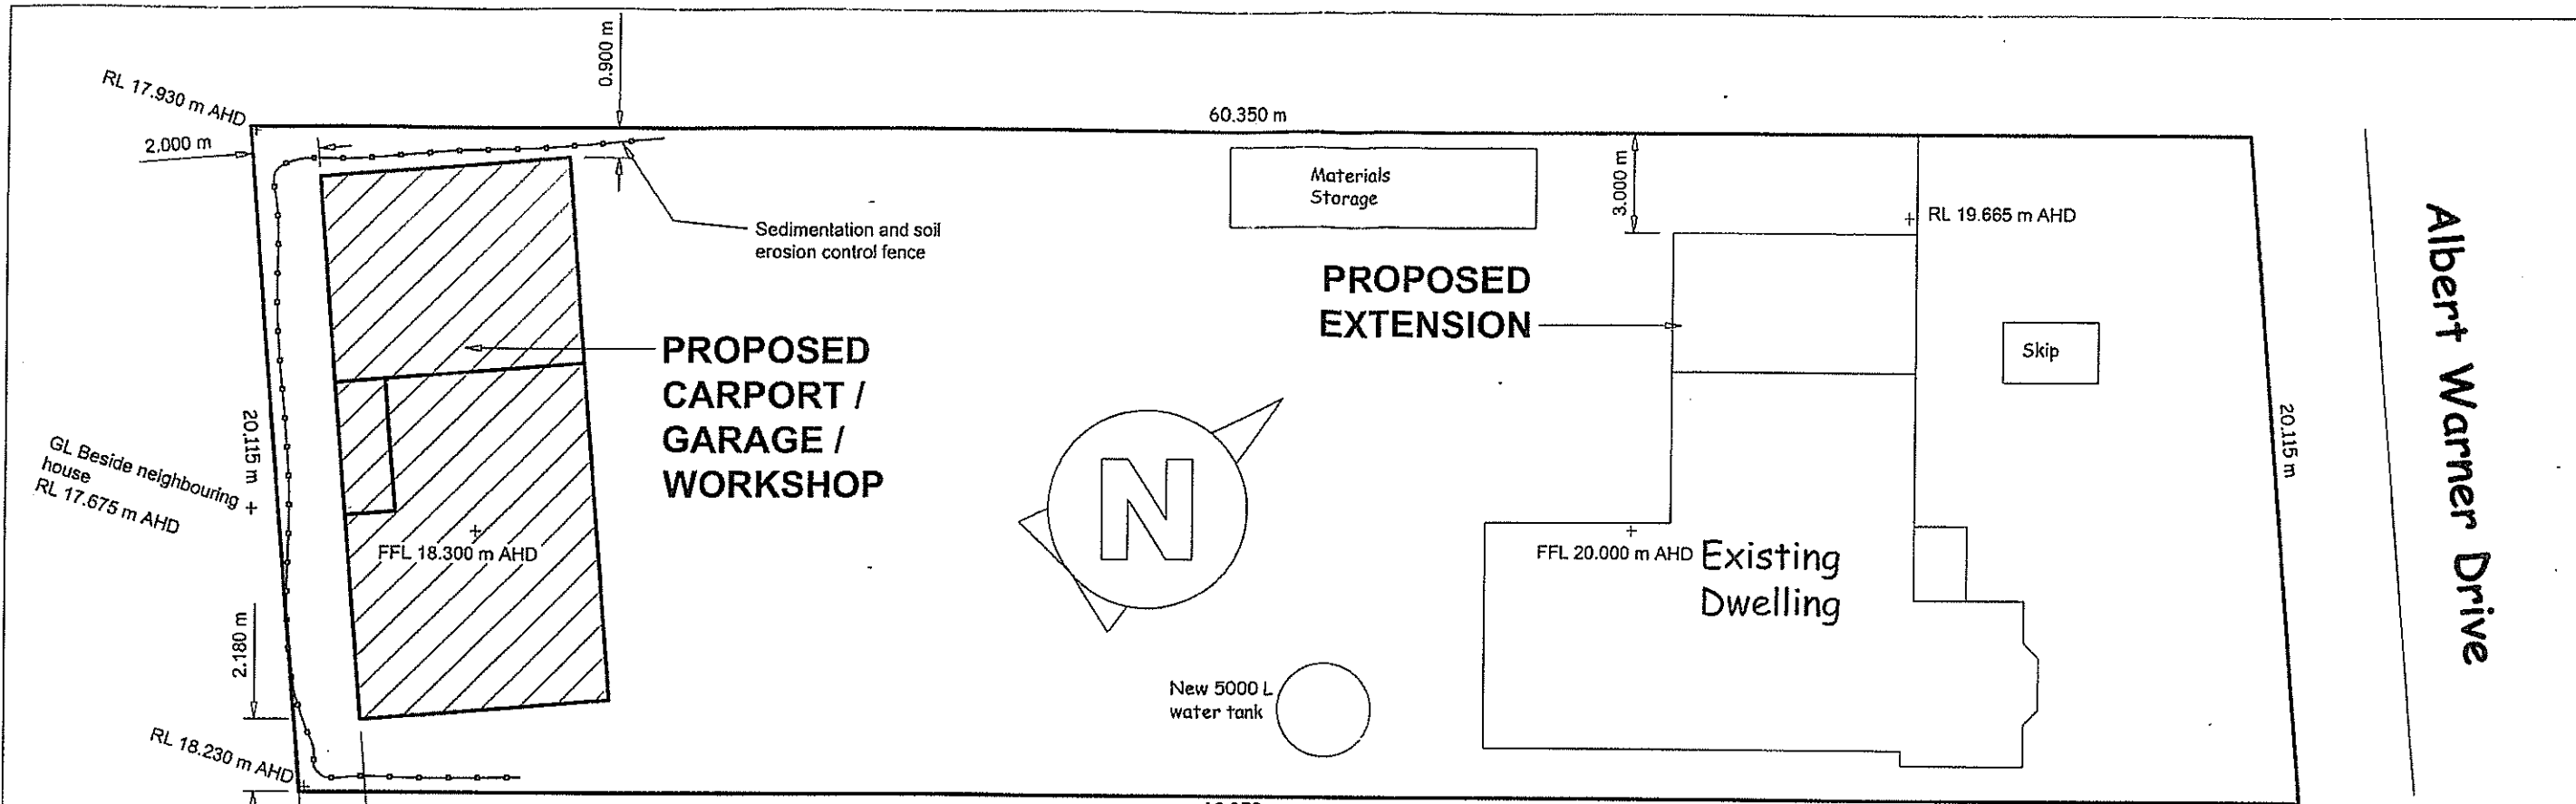 0.900 m
RL 17.930 m AHD
2.000 m
60.350 m
Materials
Storage
3.000 m
RL 19.665 m AHD
Sedimentation and soil
erosion control fence
PROPOSED
EXTENSION
Skip
PROPOSED
CARPORT /
GARAGE /
WORKSHOP
Albert Warner Drive
20.115 m
20.115 m
GL Beside neighbouring
house
RL 17.675 m AHD
N
FFL 18.300 m AHD
FFL 20.000 m AHD
Existing
Dwelling
2.180 m
New 5000 L
water tank
RL 18.230 m AHD